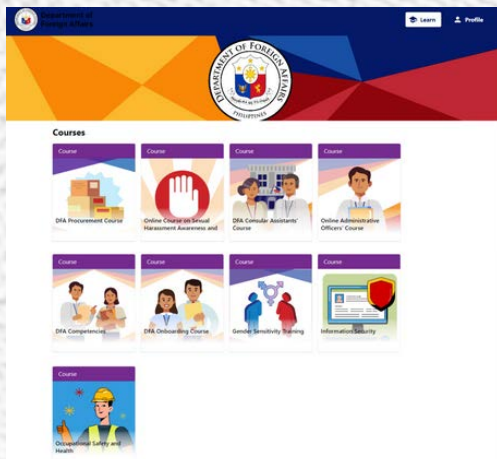 Department of
Foreign Affairs
Learn
Profile
DEPARTMENT OF FOREIGN AFFAIRS
PHILIPPINES
Courses
Course
DFA Procurement Course
Course
Online Course on Sexual
Harassment Awareness and
Course
DFA Consular Assistants'
Course
Course
Online Administrative
Officers' Course
Course
DFA Competencies
Course
DFA Onboarding Course
Course
Gender Sensitivity Training
Course
Information Security
Course
Occupational Safety and
Health